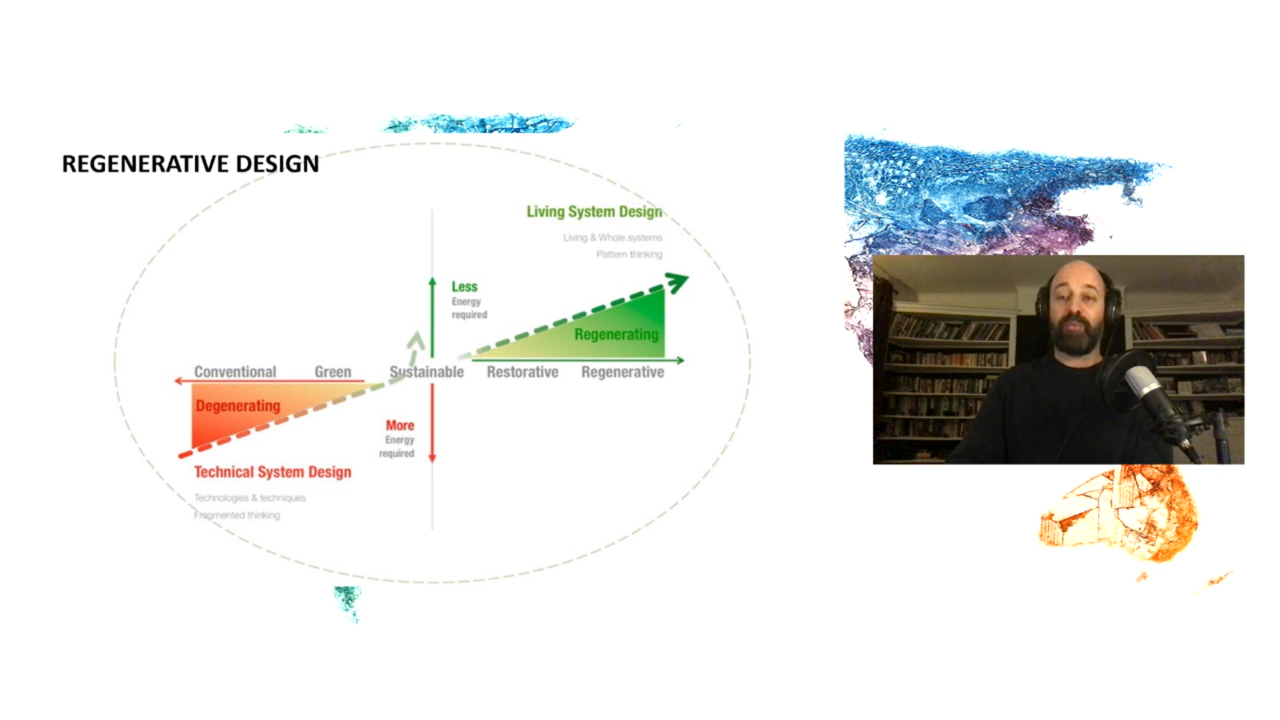 REGENERATIVE DESIGN
Living System Design
Living & Whole systems
Pattern thinking
Less
Energy
required
Regenerating
Conventional Green Sustainable Restorative Regenerative
Degenerating
More
Energy
required
Technical System Design
Technologies & techniques
Fragmented thinking